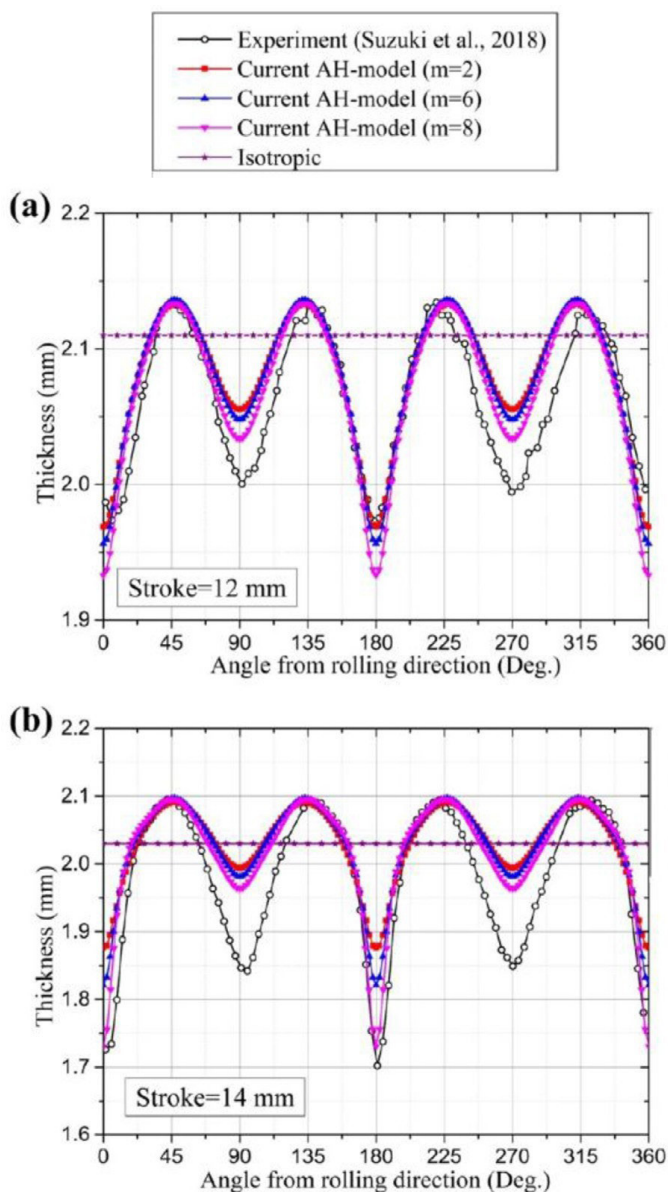 Experiment (Suzuki et al., 2018)
Current AH-model (m=2)
Current AH-model (m=6)
Current AH-model (m=8)
Isotropic
(a)
2.2
2.1
2.0
1.9
Thickness (mm)
Stroke=12 mm
0 45 90 135 180 225 270 315 360
Angle from rolling direction (Deg.)
(b)
2.2
2.1
2.0
1.9
1.8
1.7
1.6
Thickness (mm)
Stroke=14 mm
0 45 90 135 180 225 270 315 360
Angle from rolling direction (Deg.)